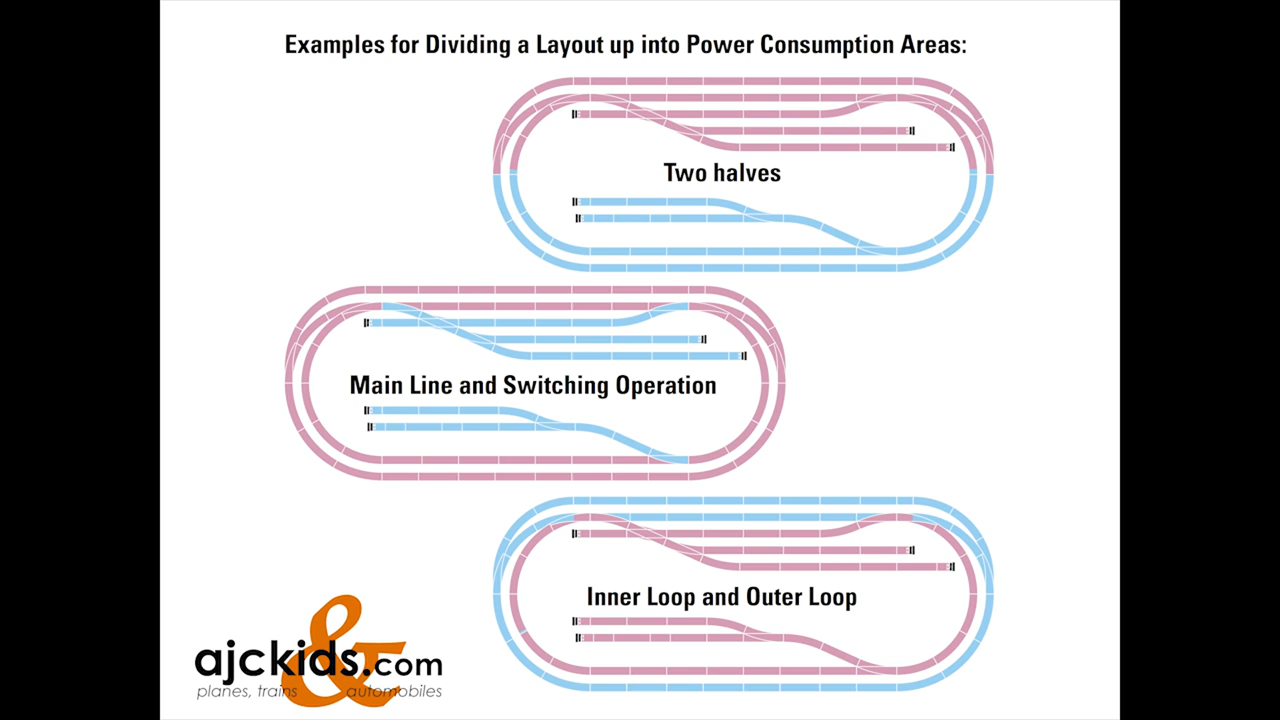 Examples for Dividing a Layout up into Power Consumption Areas:
Two halves
Main Line and Switching Operation
Inner Loop and Outer Loop
&
ajckids.com
planes, trains automobiles